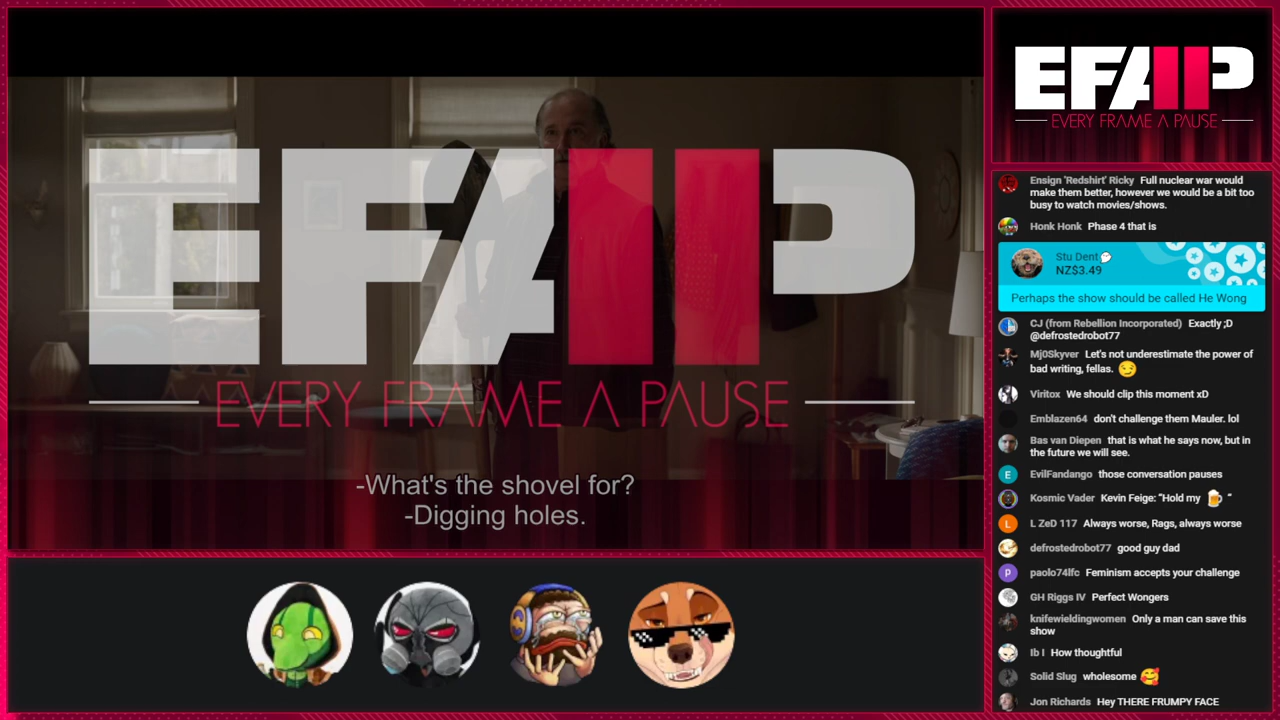 EFAP
EVERY FRAME A PAUSE
-What's the shovel for?
-Digging holes.
EFAP
EVERY FRAME A PAUSE
Ensign 'Redshirt' Ricky Full nuclear war would
make them better, however we would be a bit too
busy to watch movies/shows.
Honk Honk Phase 4 that is
Stu Dent
NZ$3.49
Perhaps the show should be called He Wong
CJ (from Rebellion Incorporated) Exactly ;D
@defrostedrobot77
Mj0Skyver Let's not underestimate the power of
bad writing, fellas. 😏
Viritox We should clip this moment xD
Emblazen64 don't challenge them Mauler. lol
Bas van Diepen that is what he says now, but in
the future we will see.
E EvilFandango those conversation pauses
Kosmic Vader Kevin Feige: "Hold my 🍺 "
L L ZeD 117 Always worse, Rags, always worse
defrostedrobot77 good guy dad
P paolo74lfc Feminism accepts your challenge
GH Riggs IV Perfect Wongers
knifewieldingwomen Only a man can save this
show
Ib I How thoughtful
Solid Slug wholesome 🥰
Jon Richards Hey THERE FRUMPY FACE